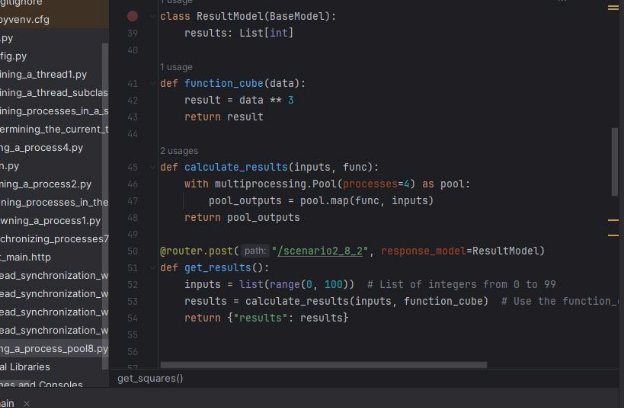 gitignore
pyvenv.cfg
.py
fig.py
ining_a_thread1.py
ining_a_thread_subclas
ining_processes_in_a_s
ermining_the_current_t
ng_a_process4.py
n.py
ming_a_process2.py
ning_processes_in_the
wning_a_process1.py
chronizing_processes7
t_main.http
ead_synchronization_w
ead_synchronization_w
ead_synchronization_w
ead_synchronization_w
ng_a_process_pool8.py
al Libraries
hes and Consoles
ain ×
1 usage
class ResultModel(BaseModel):
39 results: List[int]
40
1 usage
41 def function_cube(data):
42 result = data ** 3
43 return result
44
2 usages
45 def calculate_results(inputs, func):
46 with multiprocessing.Pool(processes=4) as pool:
47 pool_outputs = pool.map(func, inputs)
48 return pool_outputs
49
50 @router.post( path: "/scenario2_8_2", response_model=ResultModel)
51 def get_results():
52 inputs = list(range(0, 100)) # List of integers from 0 to 99
53 results = calculate_results(inputs, function_cube) # Use the function_
54 return {"results": results}
55
56
57
get_squares()